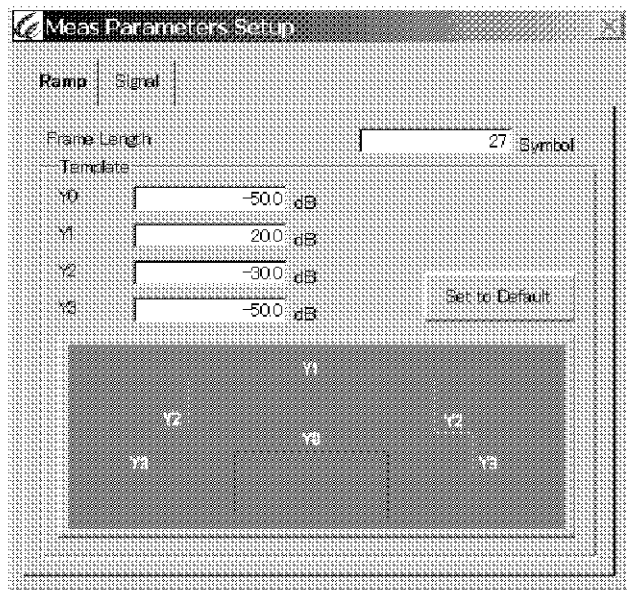 Meas Parameters Setup
Ramp Signal
Frame Length 27 Symbol
Template
Y0 -50.0 dB
Y1 20.0 dB
Y2 -30.0 dB
Y3 -50.0 dB
Set to Default
Y1
Y2 Y2
Y0
Y3 Y3